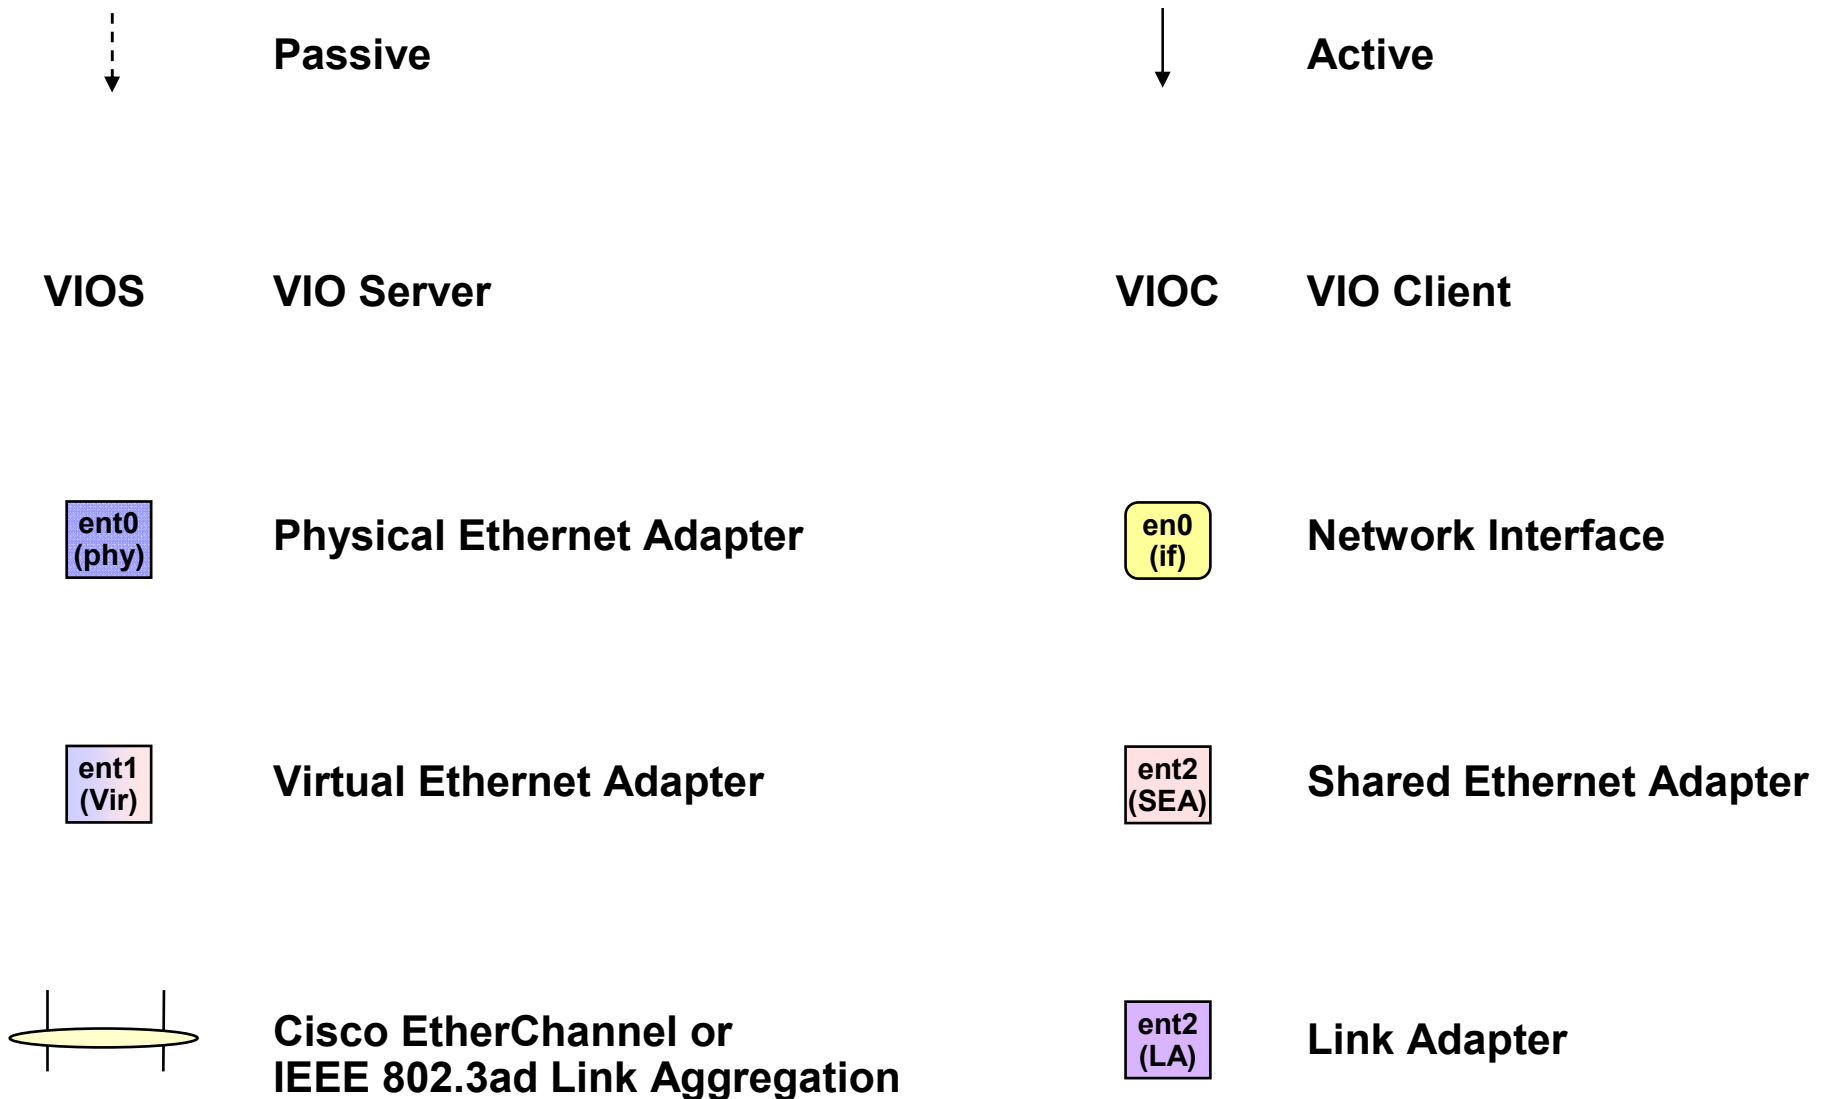 Passive
Active
VIOS
VIO Server
VIOC
VIO Client
ent0
(phy)
Physical Ethernet Adapter
en0
(if)
Network Interface
ent1
(Vir)
Virtual Ethernet Adapter
ent2
(SEA)
Shared Ethernet Adapter
Cisco EtherChannel or
IEEE 802.3ad Link Aggregation
ent2
(LA)
Link Adapter